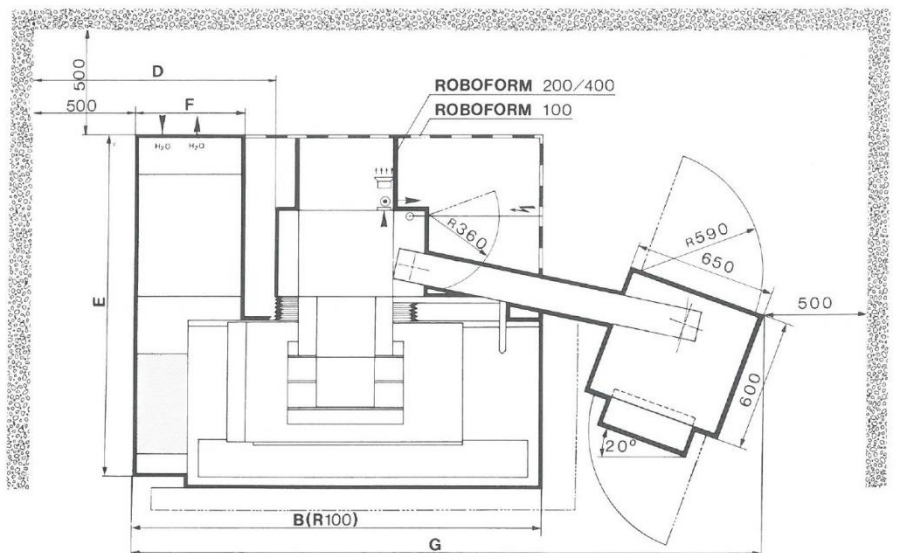 D
500
ROBOFORM 200/400
500
F
ROBOFORM 100
H₂O H₂O
R360
R590
650
E
500
600
20°
B(R100)
G